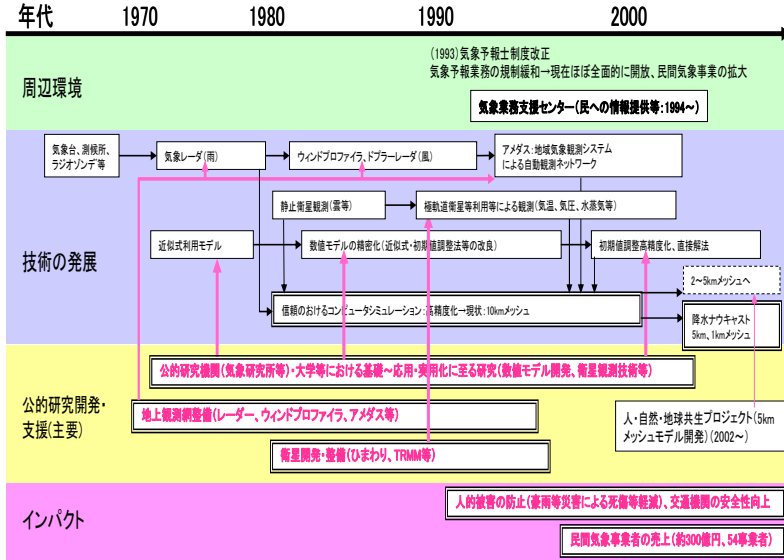 年代
1970
1980
1990
2000
周辺環境
(1993)気象予報士制度改正
気象予報業務の規制緩和→現在ほぼ全面的に開放、民間気象事業の拡大
気象業務支援センター(民への情報提供等:1994～)
技術の発展
気象台、測候所、
ラジオゾンデ等
気象レーダ(雨)
ウィンドプロファイラ、ドプラーレーダ(風)
アメダス:地域気象観測システム
による自動観測ネットワーク
静止衛星観測(雲等)
極軌道衛星等利用等による観測(気温、気圧、水蒸気等)
近似式利用モデル
数値モデルの精密化(近似式・初期値調整法等の改良)
初期値調整高精度化、直接解法
信頼のおけるコンピュータシミュレーション:高精度化→現状:10kmメッシュ
2～5kmメッシュへ
降水ナウキャスト
5km、1kmメッシュ
公的研究開発・
支援(主要)
公的研究機関(気象研究所等)・大学等における基礎～応用・実用化に至る研究(数値モデル開発、衛星観測技術等)
地上観測網整備(レーダー、ウィンドプロファイラ、アメダス等)
衛星開発・整備(ひまわり、TRMM等)
人・自然・地球共生プロジェクト(5km
メッシュモデル開発)(2002～)
インパクト
人的被害の防止(豪雨等災害による死傷等軽減)、交通機関の安全性向上
民間気象事業者の売上(約300億円、54事業者)